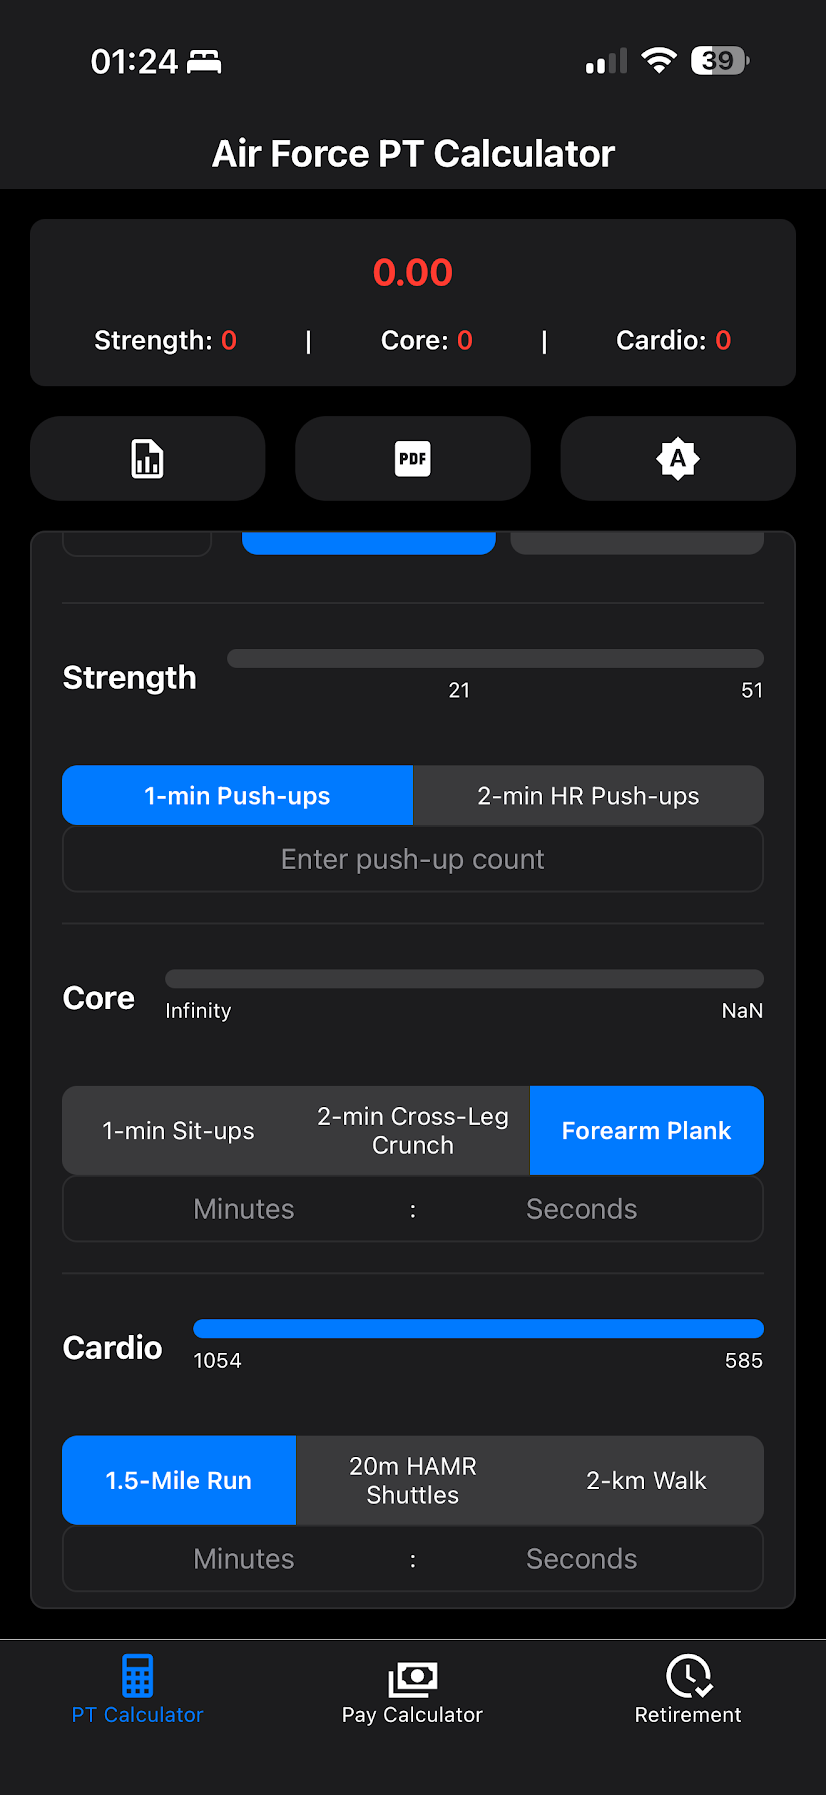 01:24
39
Air Force PT Calculator
0.00
Strength: 0 | Core: 0 | Cardio: 0
PDF
A
Strength
21 51
1-min Push-ups 2-min HR Push-ups
Enter push-up count
Core
Infinity NaN
1-min Sit-ups 2-min Cross-Leg Crunch Forearm Plank
Minutes : Seconds
Cardio
1054 585
1.5-Mile Run 20m HAMR Shuttles 2-km Walk
Minutes : Seconds
PT Calculator Pay Calculator Retirement